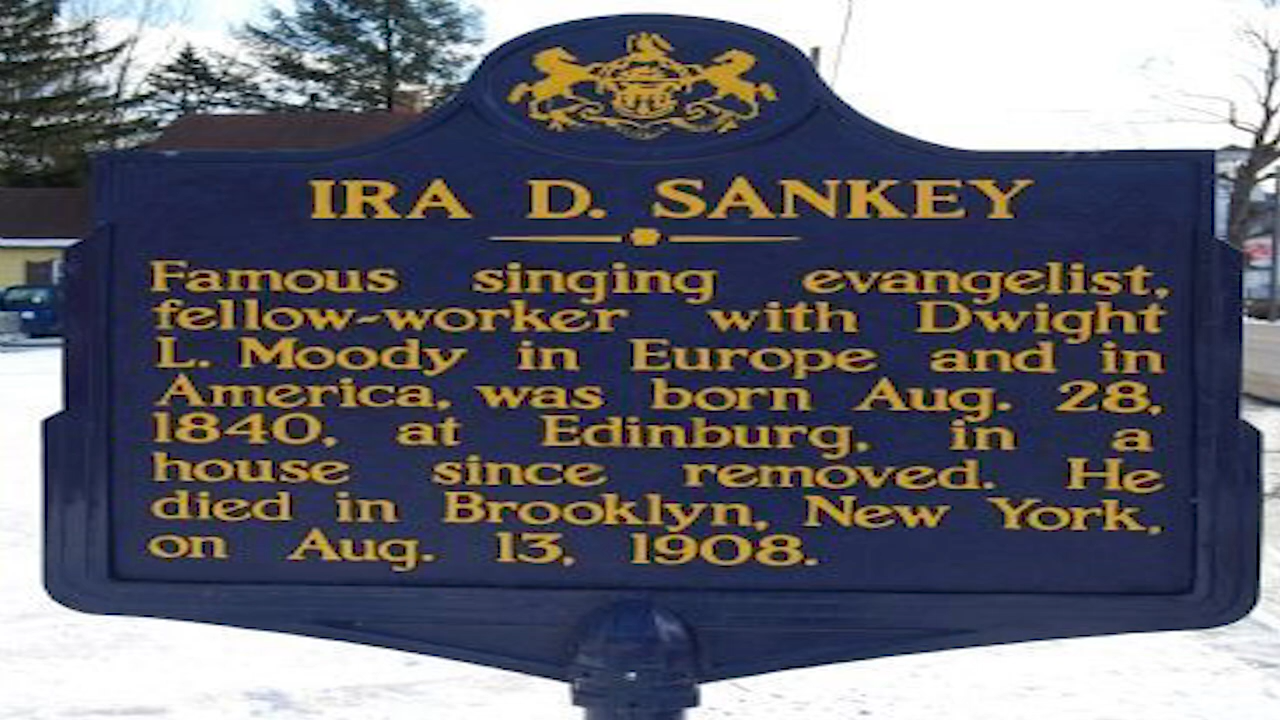 IRA D. SANKEY
Famous singing evangelist,
fellow-worker with Dwight
L. Moody in Europe and in
America, was born Aug. 28,
1840, at Edinburg, in a
house since removed. He
died in Brooklyn, New York,
on Aug. 13, 1908.